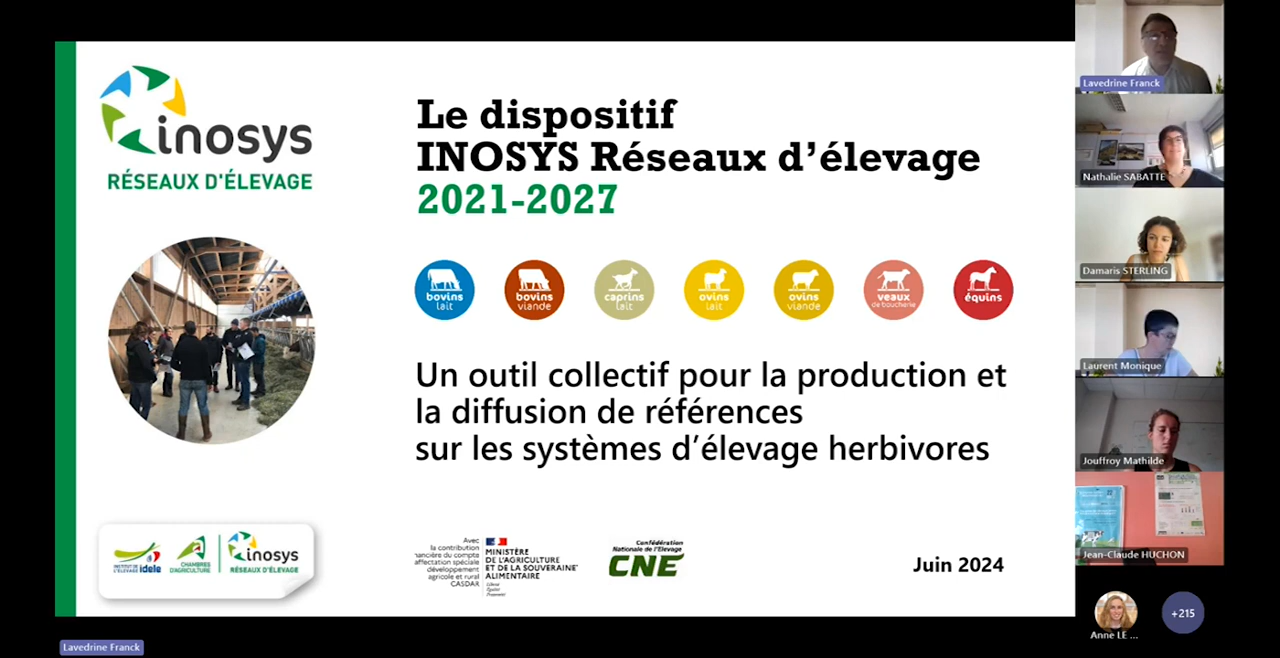 inosys
RÉSEAUX D'ÉLEVAGE
Le dispositif
INOSYS Réseaux d’élevage
2021-2027
bovins
lait
bovins
viande
caprins
lait
ovins
lait
ovins
viande
veaux
de boucherie
équins
Un outil collectif pour la production et
la diffusion de références
sur les systèmes d’élevage herbivores
INSTITUT DE
L'ÉLEVAGE idele
CHAMBRES
D'AGRICULTURE
inosys
RÉSEAUX D'ÉLEVAGE
Avec
la contribution
nancière du compte
affectation spéciale
développement
agricole et rural
CASDAR
MINISTÈRE
DE L'AGRICULTURE
ET DE LA SOUVERAINE
ALIMENTAIRE
Liberté
Égalité
Fraternité
Confédération
Nationale de l'Elevage
CNE
Juin 2024
Lavedrine Franck
Nathalie SABATTE
Damaris STERLING
Laurent Monique
Jouffroy Mathilde
Jean-Claude HUCHON
Anne LE ...
+215
Lavedrine Franck